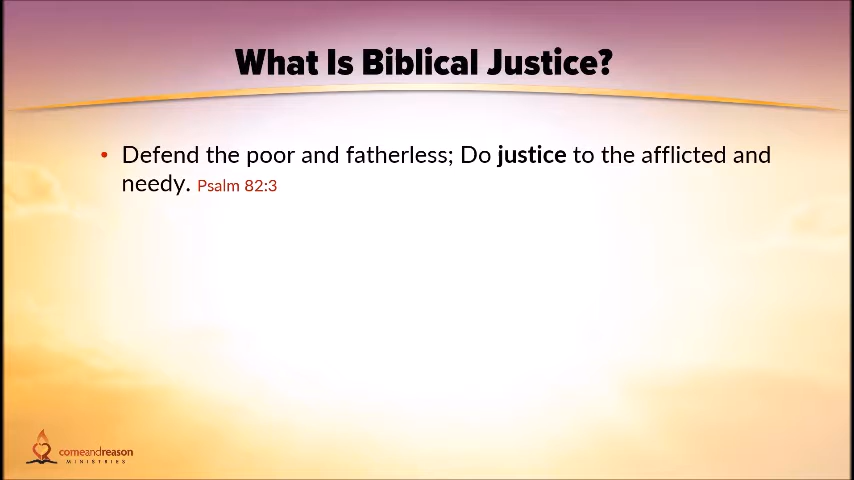 What Is Biblical Justice?
• Defend the poor and fatherless; Do justice to the afflicted and
needy. Psalm 82:3
comeandreason
MINISTRIES